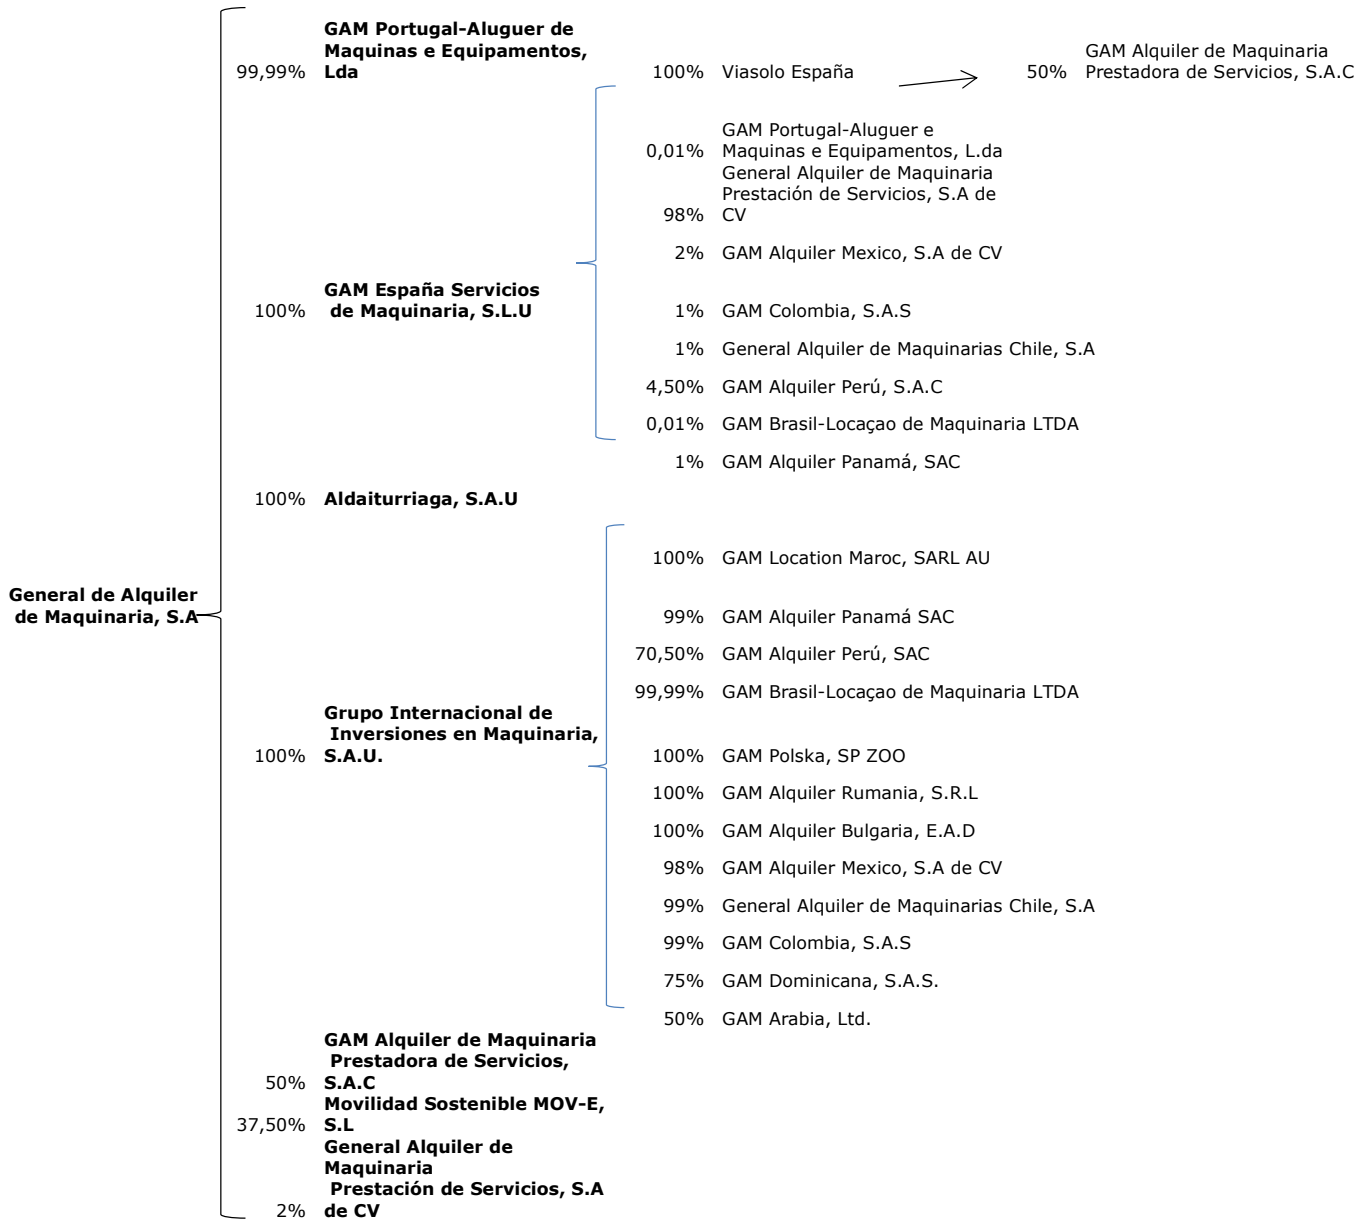 GAM Portugal-Aluguer de
Maquinas e Equipamentos,
99,99% Lda
100% Viasolo España
GAM Alquiler de Maquinaria
50% Prestadora de Servicios, S.A.C
GAM Portugal-Aluguer e
0,01% Maquinas e Equipamentos, L.da
General Alquiler de Maquinaria
Prestación de Servicios, S.A de
98% CV
2% GAM Alquiler Mexico, S.A de CV
GAM España Servicios
100% de Maquinaria, S.L.U
1% GAM Colombia, S.A.S
1% General Alquiler de Maquinarias Chile, S.A
4,50% GAM Alquiler Perú, S.A.C
0,01% GAM Brasil-Locaçao de Maquinaria LTDA
1% GAM Alquiler Panamá, SAC
100% Aldaiturriaga, S.A.U
100% GAM Location Maroc, SARL AU
General de Alquiler
de Maquinaria, S.A
99% GAM Alquiler Panamá SAC
70,50% GAM Alquiler Perú, SAC
99,99% GAM Brasil-Locaçao de Maquinaria LTDA
Grupo Internacional de
Inversiones en Maquinaria,
100% S.A.U.
100% GAM Polska, SP ZOO
100% GAM Alquiler Rumania, S.R.L
100% GAM Alquiler Bulgaria, E.A.D
98% GAM Alquiler Mexico, S.A de CV
99% General Alquiler de Maquinarias Chile, S.A
99% GAM Colombia, S.A.S
75% GAM Dominicana, S.A.S.
50% GAM Arabia, Ltd.
GAM Alquiler de Maquinaria
Prestadora de Servicios,
50% S.A.C
Movilidad Sostenible MOV-E,
37,50% S.L
General Alquiler de
Maquinaria
Prestación de Servicios, S.A
2% de CV